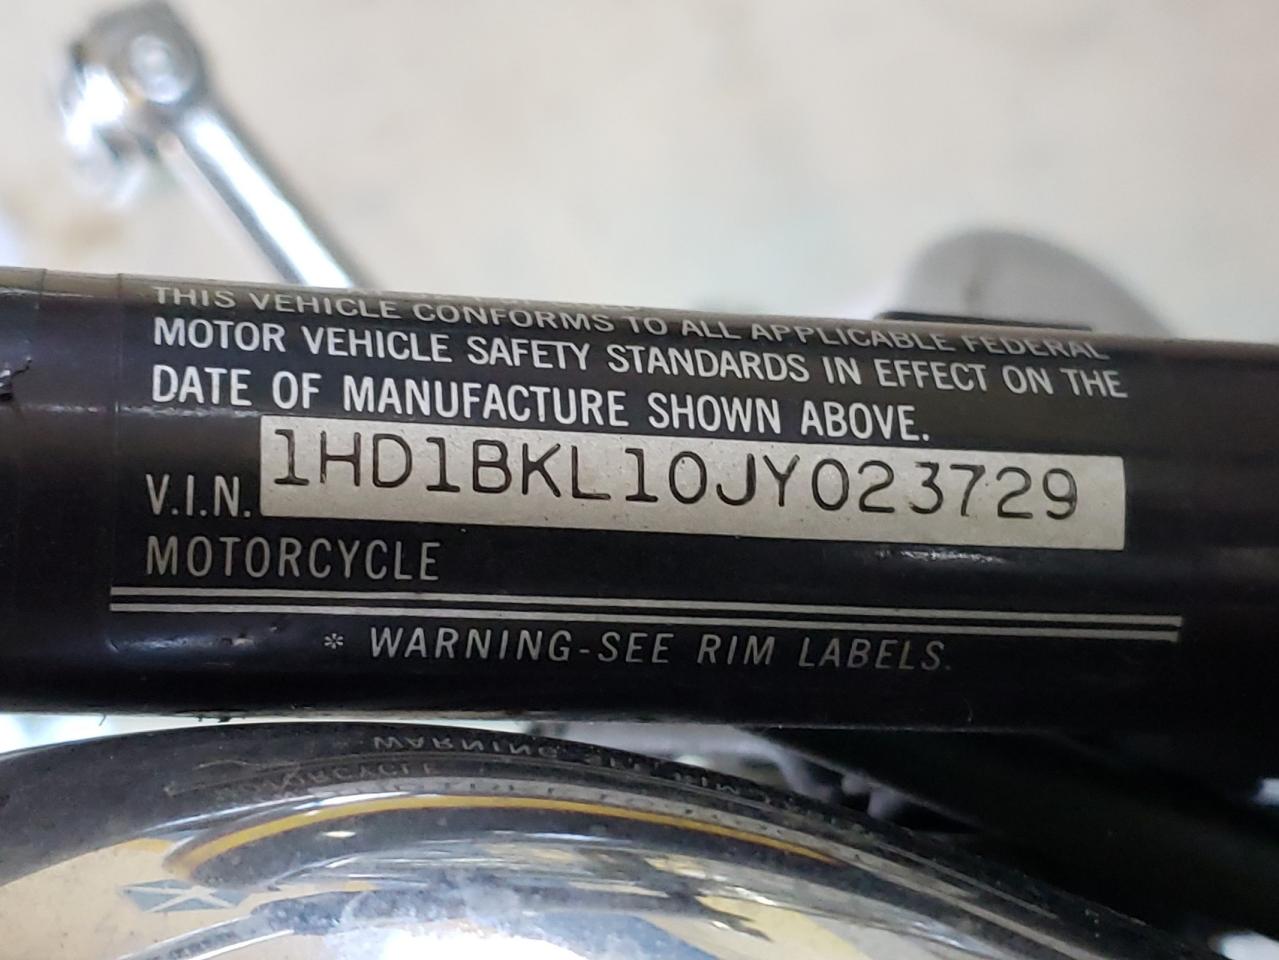 THIS VEHICLE CONFORMS TO ALL APPLICABLE FEDERAL
MOTOR VEHICLE SAFETY STANDARDS IN EFFECT ON THE
DATE OF MANUFACTURE SHOWN ABOVE.
V.I.N. 1HD1BKL10JY023729
MOTORCYCLE
* WARNING-SEE RIM LABELS.